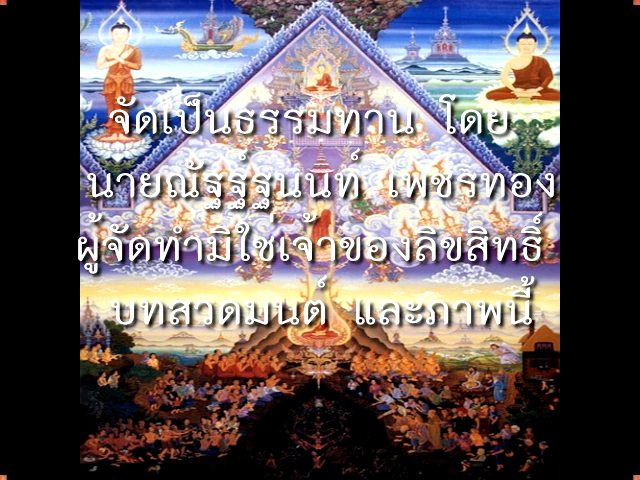 จัดเป็นธรรมทาน โดย
นายณัฐรัฐนนท์ เพชรทอง
ผู้จัดทำมิใช่เจ้าของลิขสิทธิ์
บทสวดมนต์ และภาพนี้